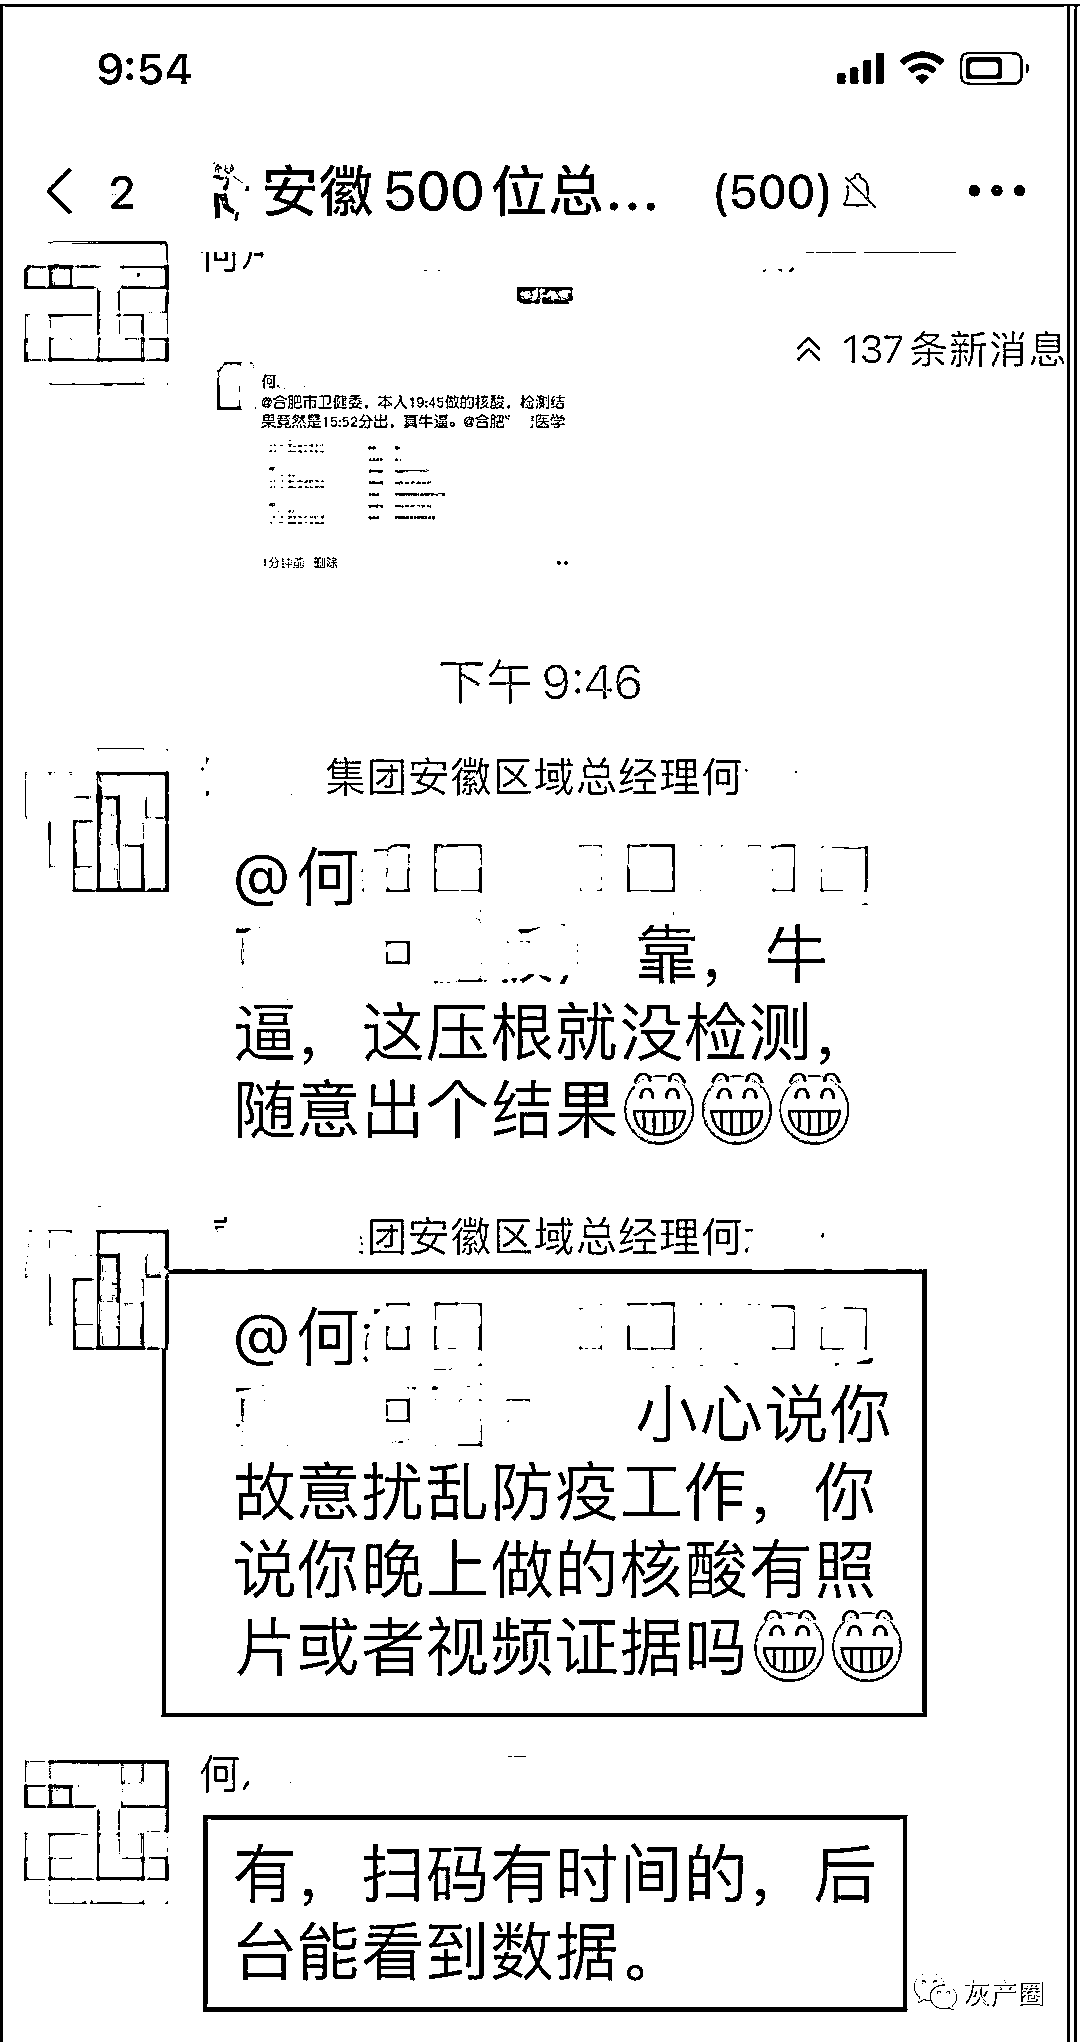 9:54
2 安徽500位总... (500)
137条新消息
何
@合肥市卫健委，本人19:45做的核酸，检测结
果竟然是15:52分出，真牛逼。@合肥 医学
1分钟前 删除
下午9:46
集团安徽区域总经理何
@何
靠，牛
逼，这压根就没检测，
随意出个结果😁😁😁
团安徽区域总经理何
@何
小心说你
故意扰乱防疫工作，你
说你晚上做的核酸有照
片或者视频证据吗😁😁
何
有，扫码有时间的，后
台能看到数据。
灰产圈